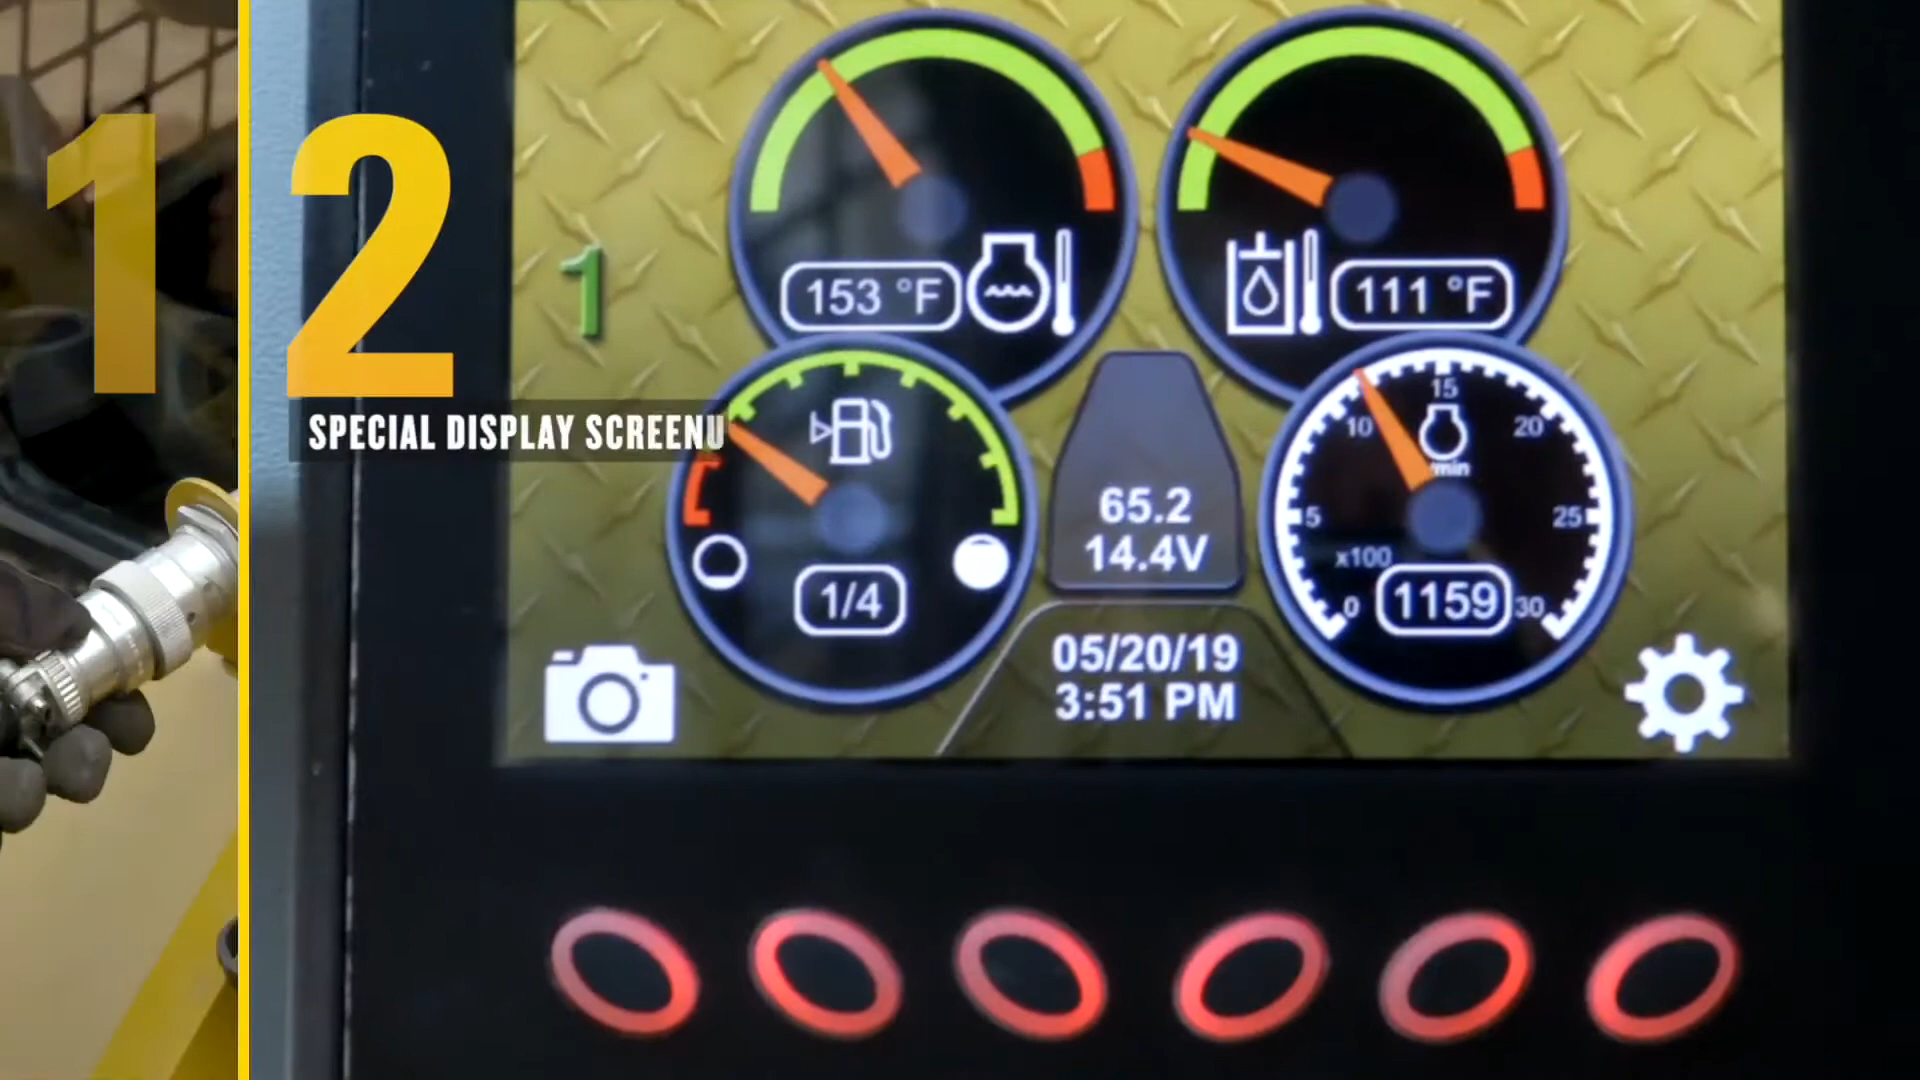 1
2
SPECIAL DISPLAY SCREENU
1
153 °F
111 °F
15
10
20
/min
5
25
x100
0
1159
30
1/4
65.2
14.4V
05/20/19
3:51 PM